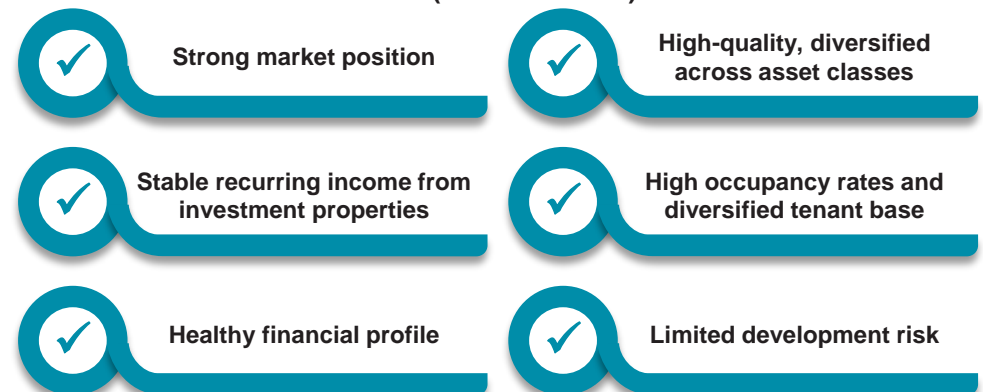 Strong market position
High-quality, diversified
across asset classes
Stable recurring income from
investment properties
High occupancy rates and
diversified tenant base
Healthy financial profile
Limited development risk